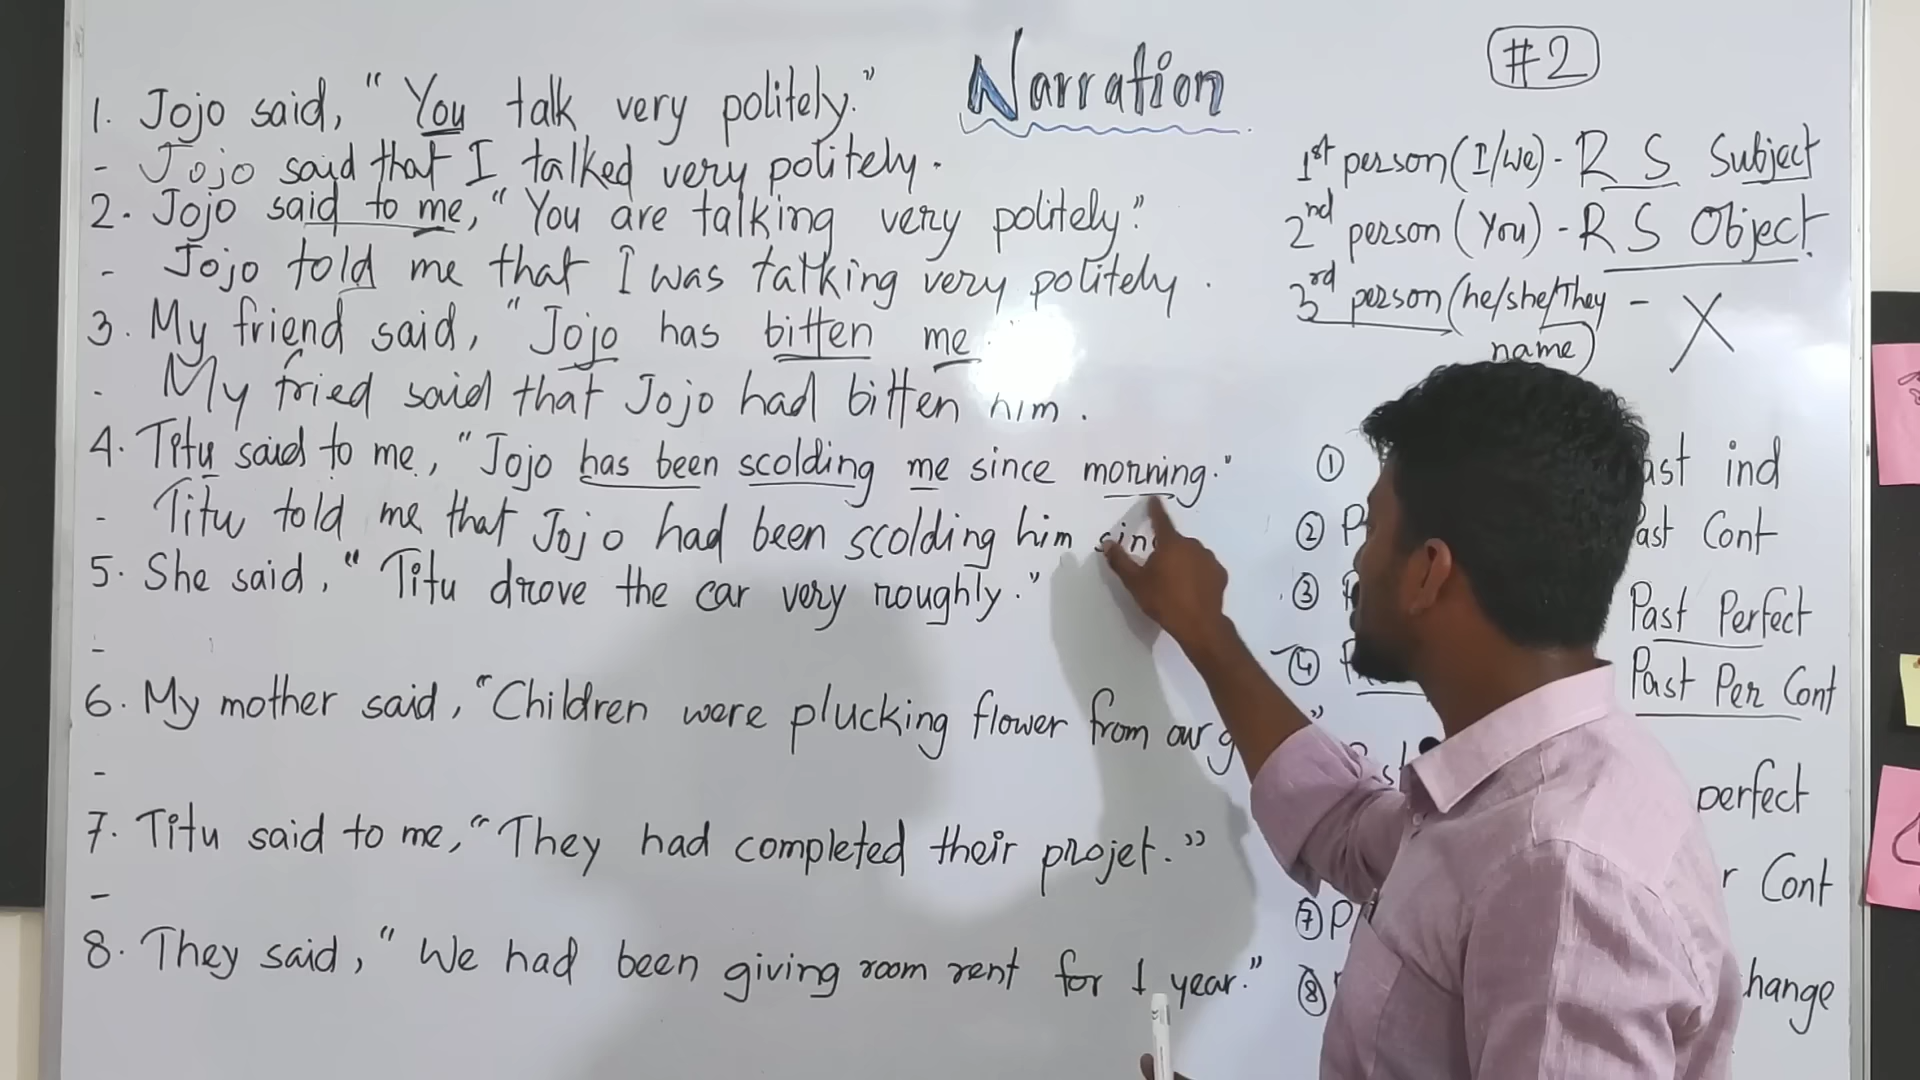 Narration
#2
1. Jojo said, "You talk very politely."
- Jojo said that I talked very politely.
2. Jojo said to me, "You are talking very politely."
- Jojo told me that I was talking very politely.
3. My friend said, "Jojo has bitten me
- My fried said that Jojo had bitten him.
4. Titu said to me, "Jojo has been scolding me since morning."
- Titu told me that Jojo had been scolding him
5. She said, "Titu drove the car very roughly."
-
6. My mother said, "Children were plucking flower from our
-
7. Titu said to me, "They had completed their projet."
-
8. They said, "We had been giving room rent for 1 year."
1st person (I/we) - R S Subject
2nd person (You) - R S Object
3rd person (he/she/They - X
name)
① ast ind
② P ast Cont
③ Past Perfect
④ Past Per Cont
perfect
r Cont
⑦ P
⑧ hange